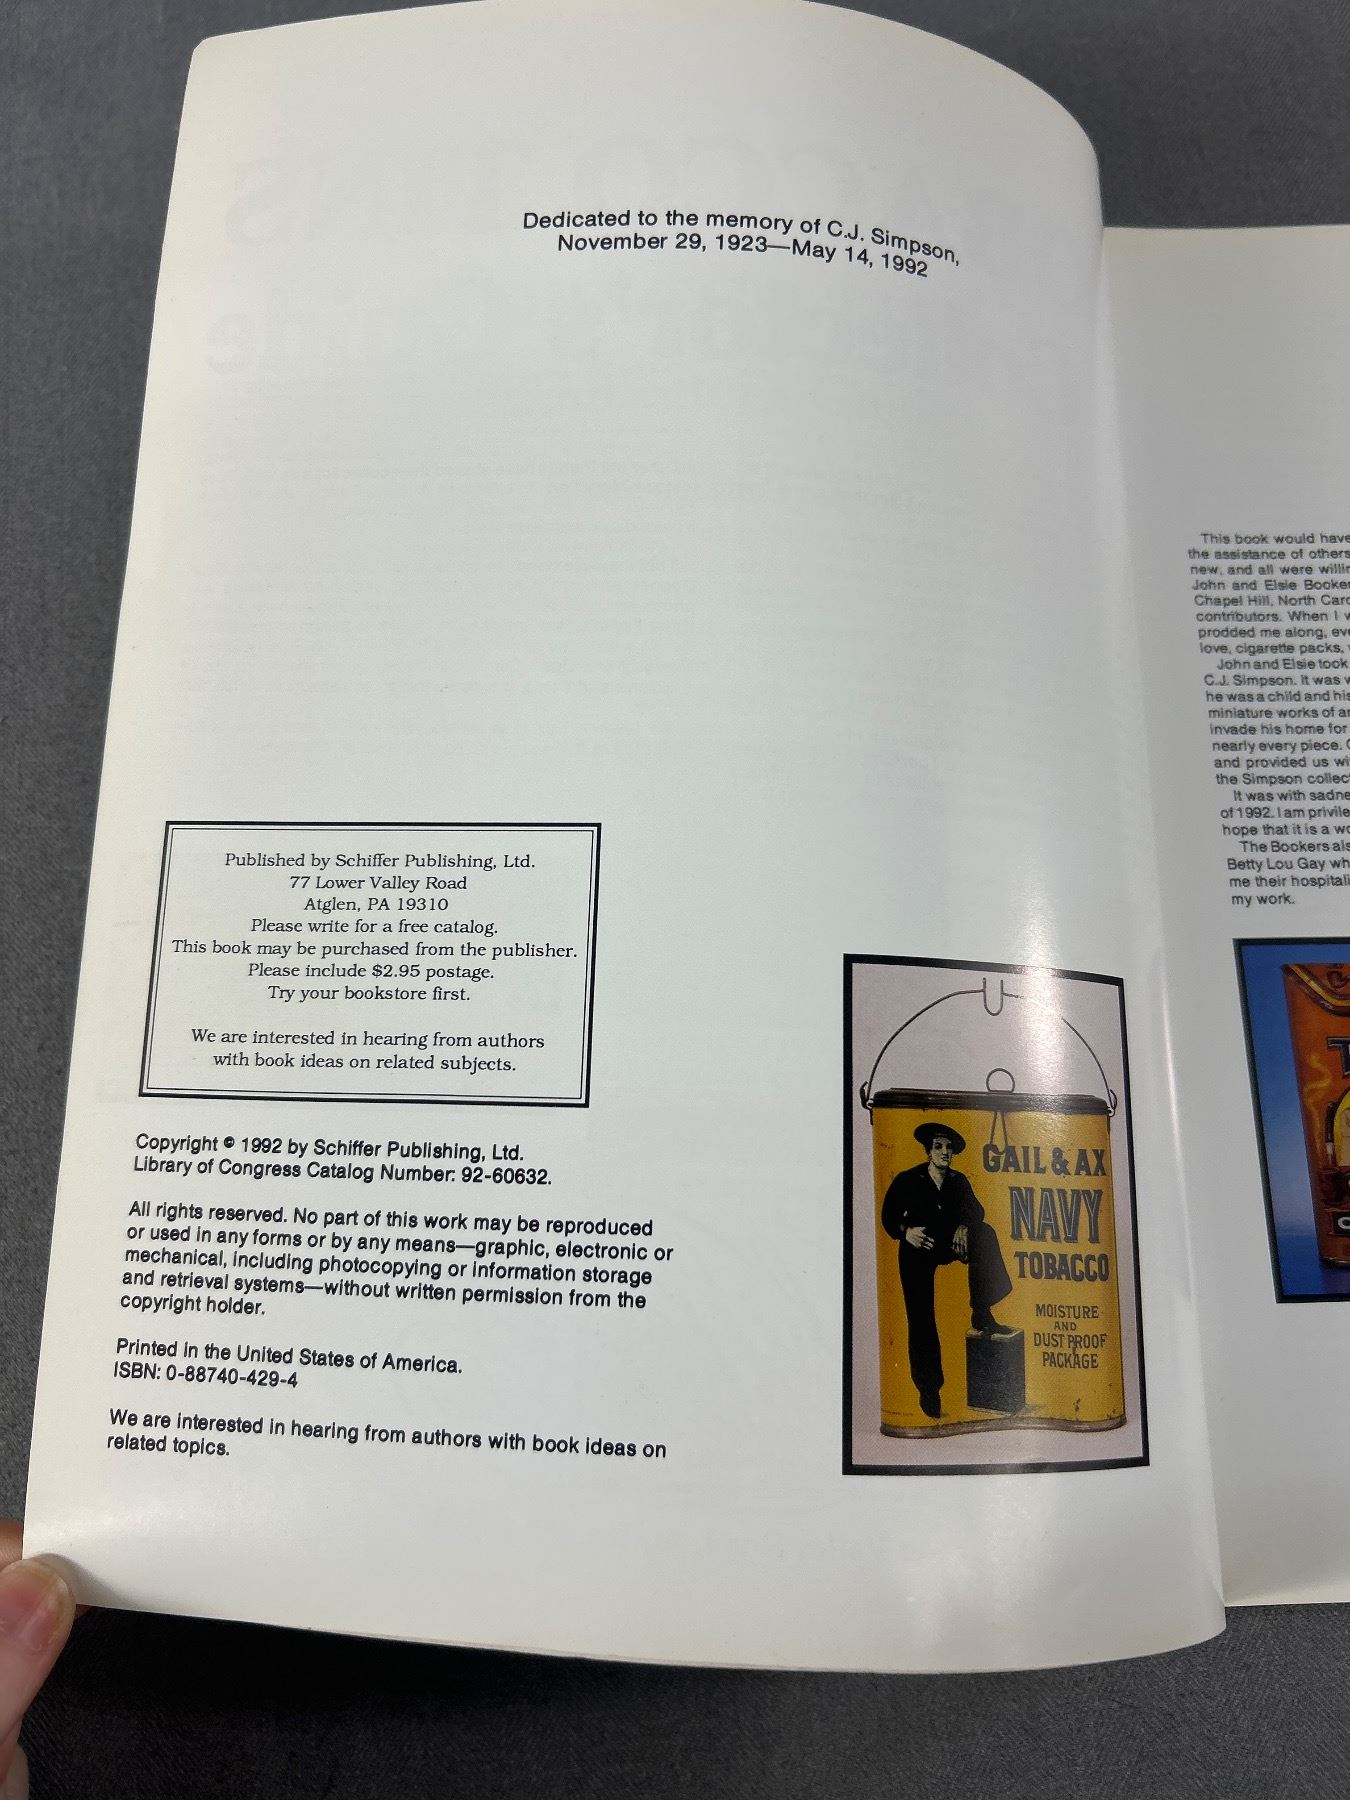 Dedicated to the memory of C.J. Simpson,
November 29, 1923—May 14, 1992
Published by Schiffer Publishing, Ltd.
77 Lower Valley Road
Atglen, PA 19310
Please write for a free catalog.
This book may be purchased from the publisher.
Please include $2.95 postage.
Try your bookstore first.
We are interested in hearing from authors
with book ideas on related subjects.
Copyright © 1992 by Schiffer Publishing, Ltd.
Library of Congress Catalog Number: 92-60632.
All rights reserved. No part of this work may be reproduced
or used in any forms or by any means—graphic, electronic or
mechanical, including photocopying or information storage
and retrieval systems—without written permission from the
copyright holder.
Printed in the United States of America.
ISBN: 0-88740-429-4
We are interested in hearing from authors with book ideas on
related topics.
GAIL & AX
NAVY
TOBACCO
MOISTURE
AND
DUST PROOF
PACKAGE
This book would have
the assistance of others
new, and all were
John and Elsie
Chapel Hill, North
contributors. When I
prodded me along,
love, cigarette packs,
John and Elsie took
C.J. Simpson. It was
he was a child and his
miniature works of
invade his home for
nearly every piece.
and provided us
the Simpson
It was with
of 1992. I am
hope that it is a
The Bookers
Betty Lou Gay
me their
my work.